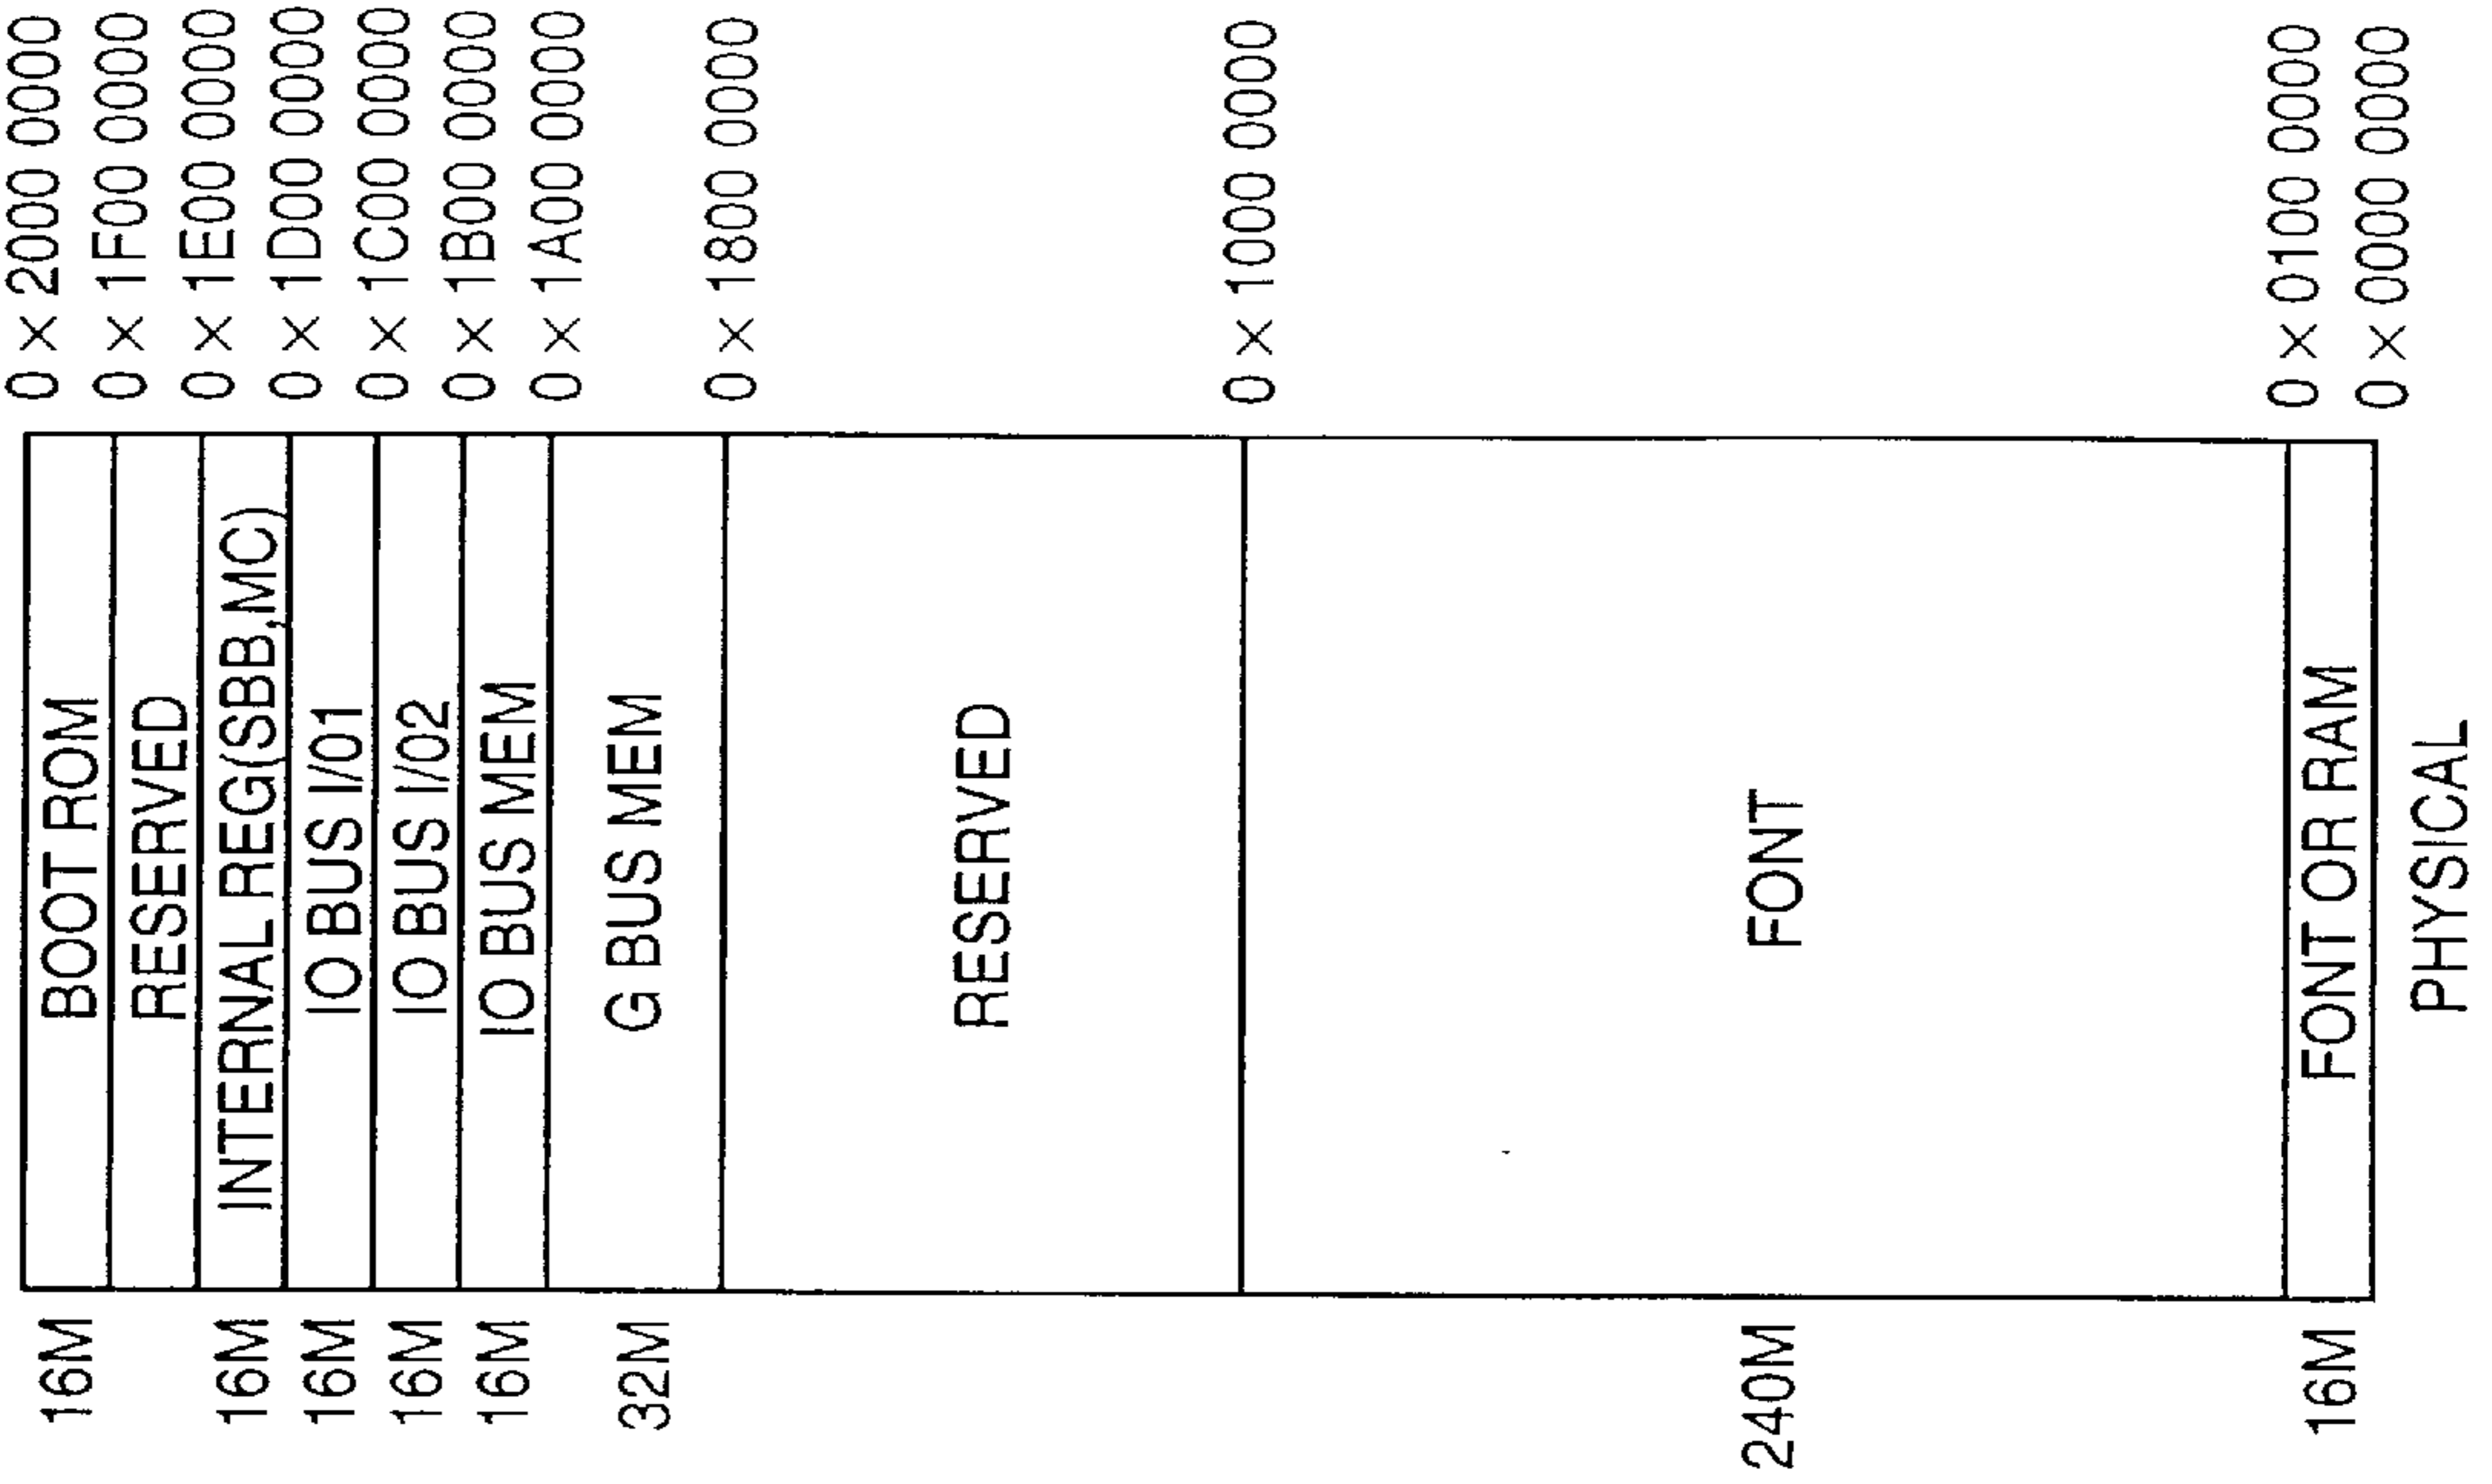 0×2000 0000
16M BOOT ROM
0×1F00 0000
RESERVED
0×1E00 0000
16M INTERNAL REG(SBB,MC)
0×1D00 0000
16M IO BUS I/01
0×1C00 0000
16M IO BUS I/02
0×1B00 0000
16M IO BUS MEM
0×1A00 0000
32M G BUS MEM
0×1800 0000
RESERVED
0×1000 0000
240M FONT
0×0100 0000
16M FONT OR RAM
0×0000 0000
PHYSICAL